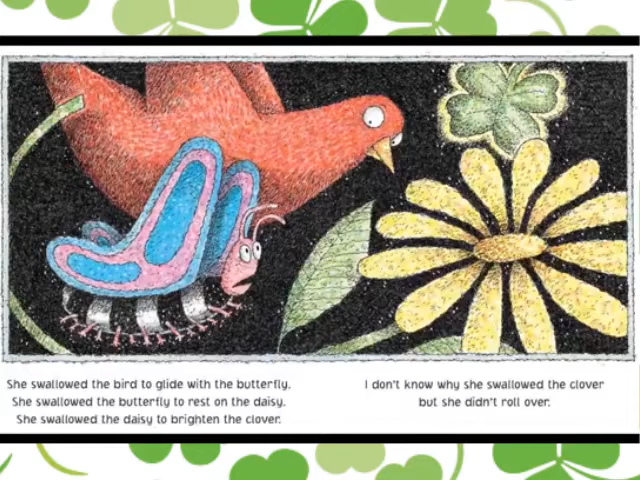 She swallowed the bird to glide with the butterfly.
She swallowed the butterfly to rest on the daisy.
She swallowed the daisy to brighten the clover.
I don't know why she swallowed the clover
but she didn't roll over.